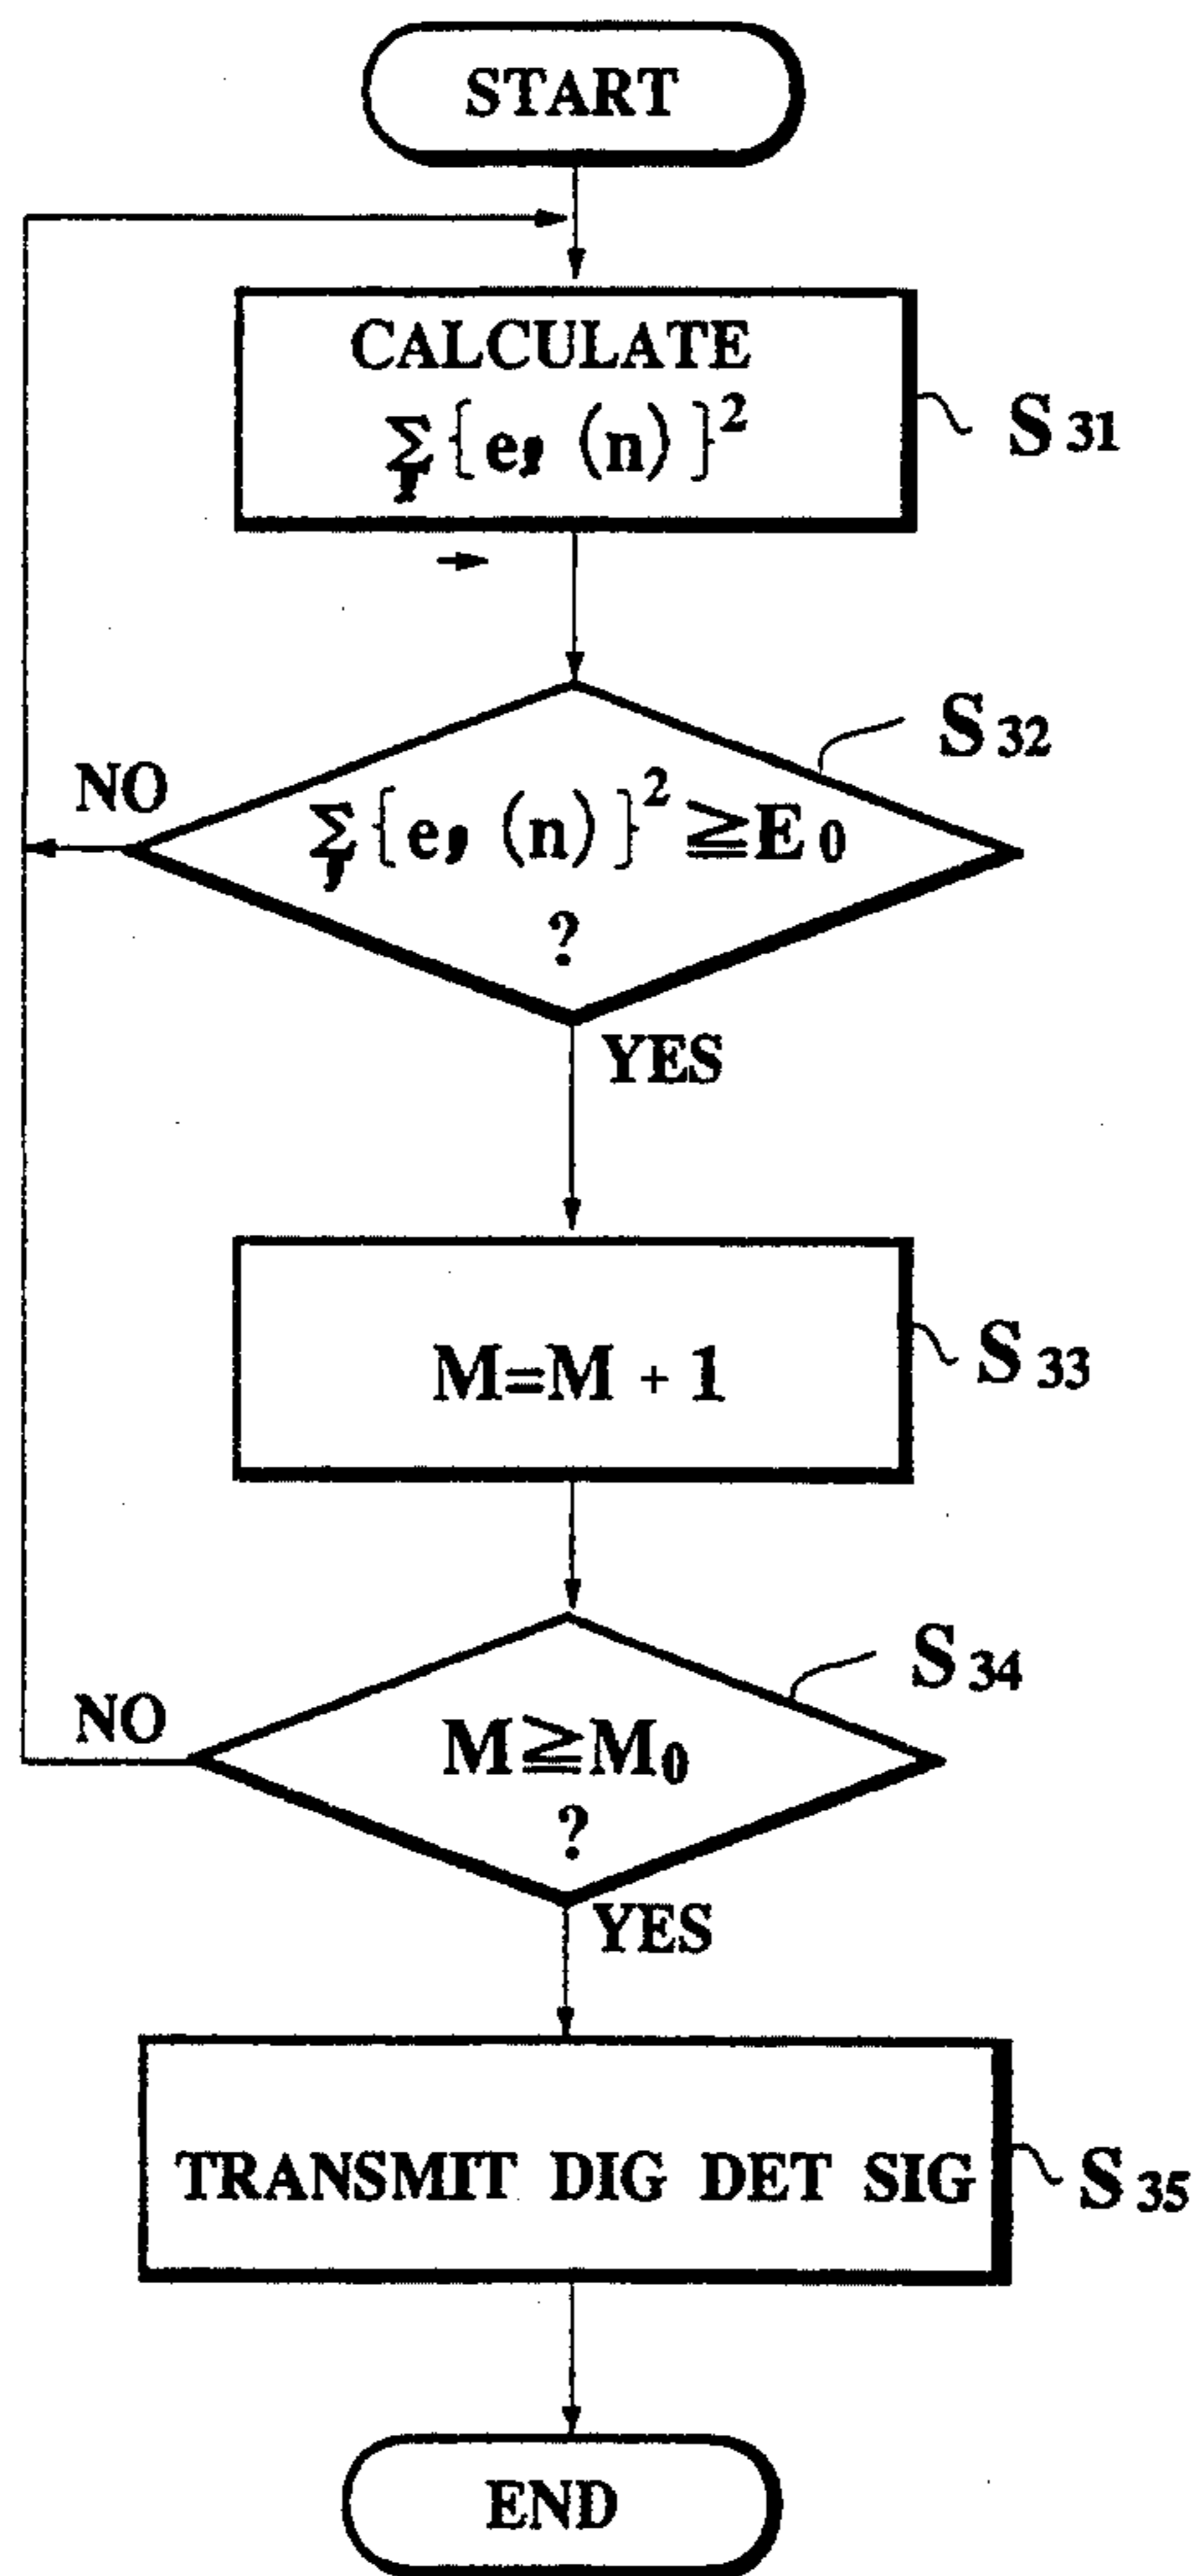 START
CALCULATE
Σ{e, (n)}²
S31
S32
NO
Σ{e, (n)}² ≧ E0
?
YES
M=M + 1
S33
S34
NO
M≧M0
?
YES
TRANSMIT DIG DET SIG
S35
END